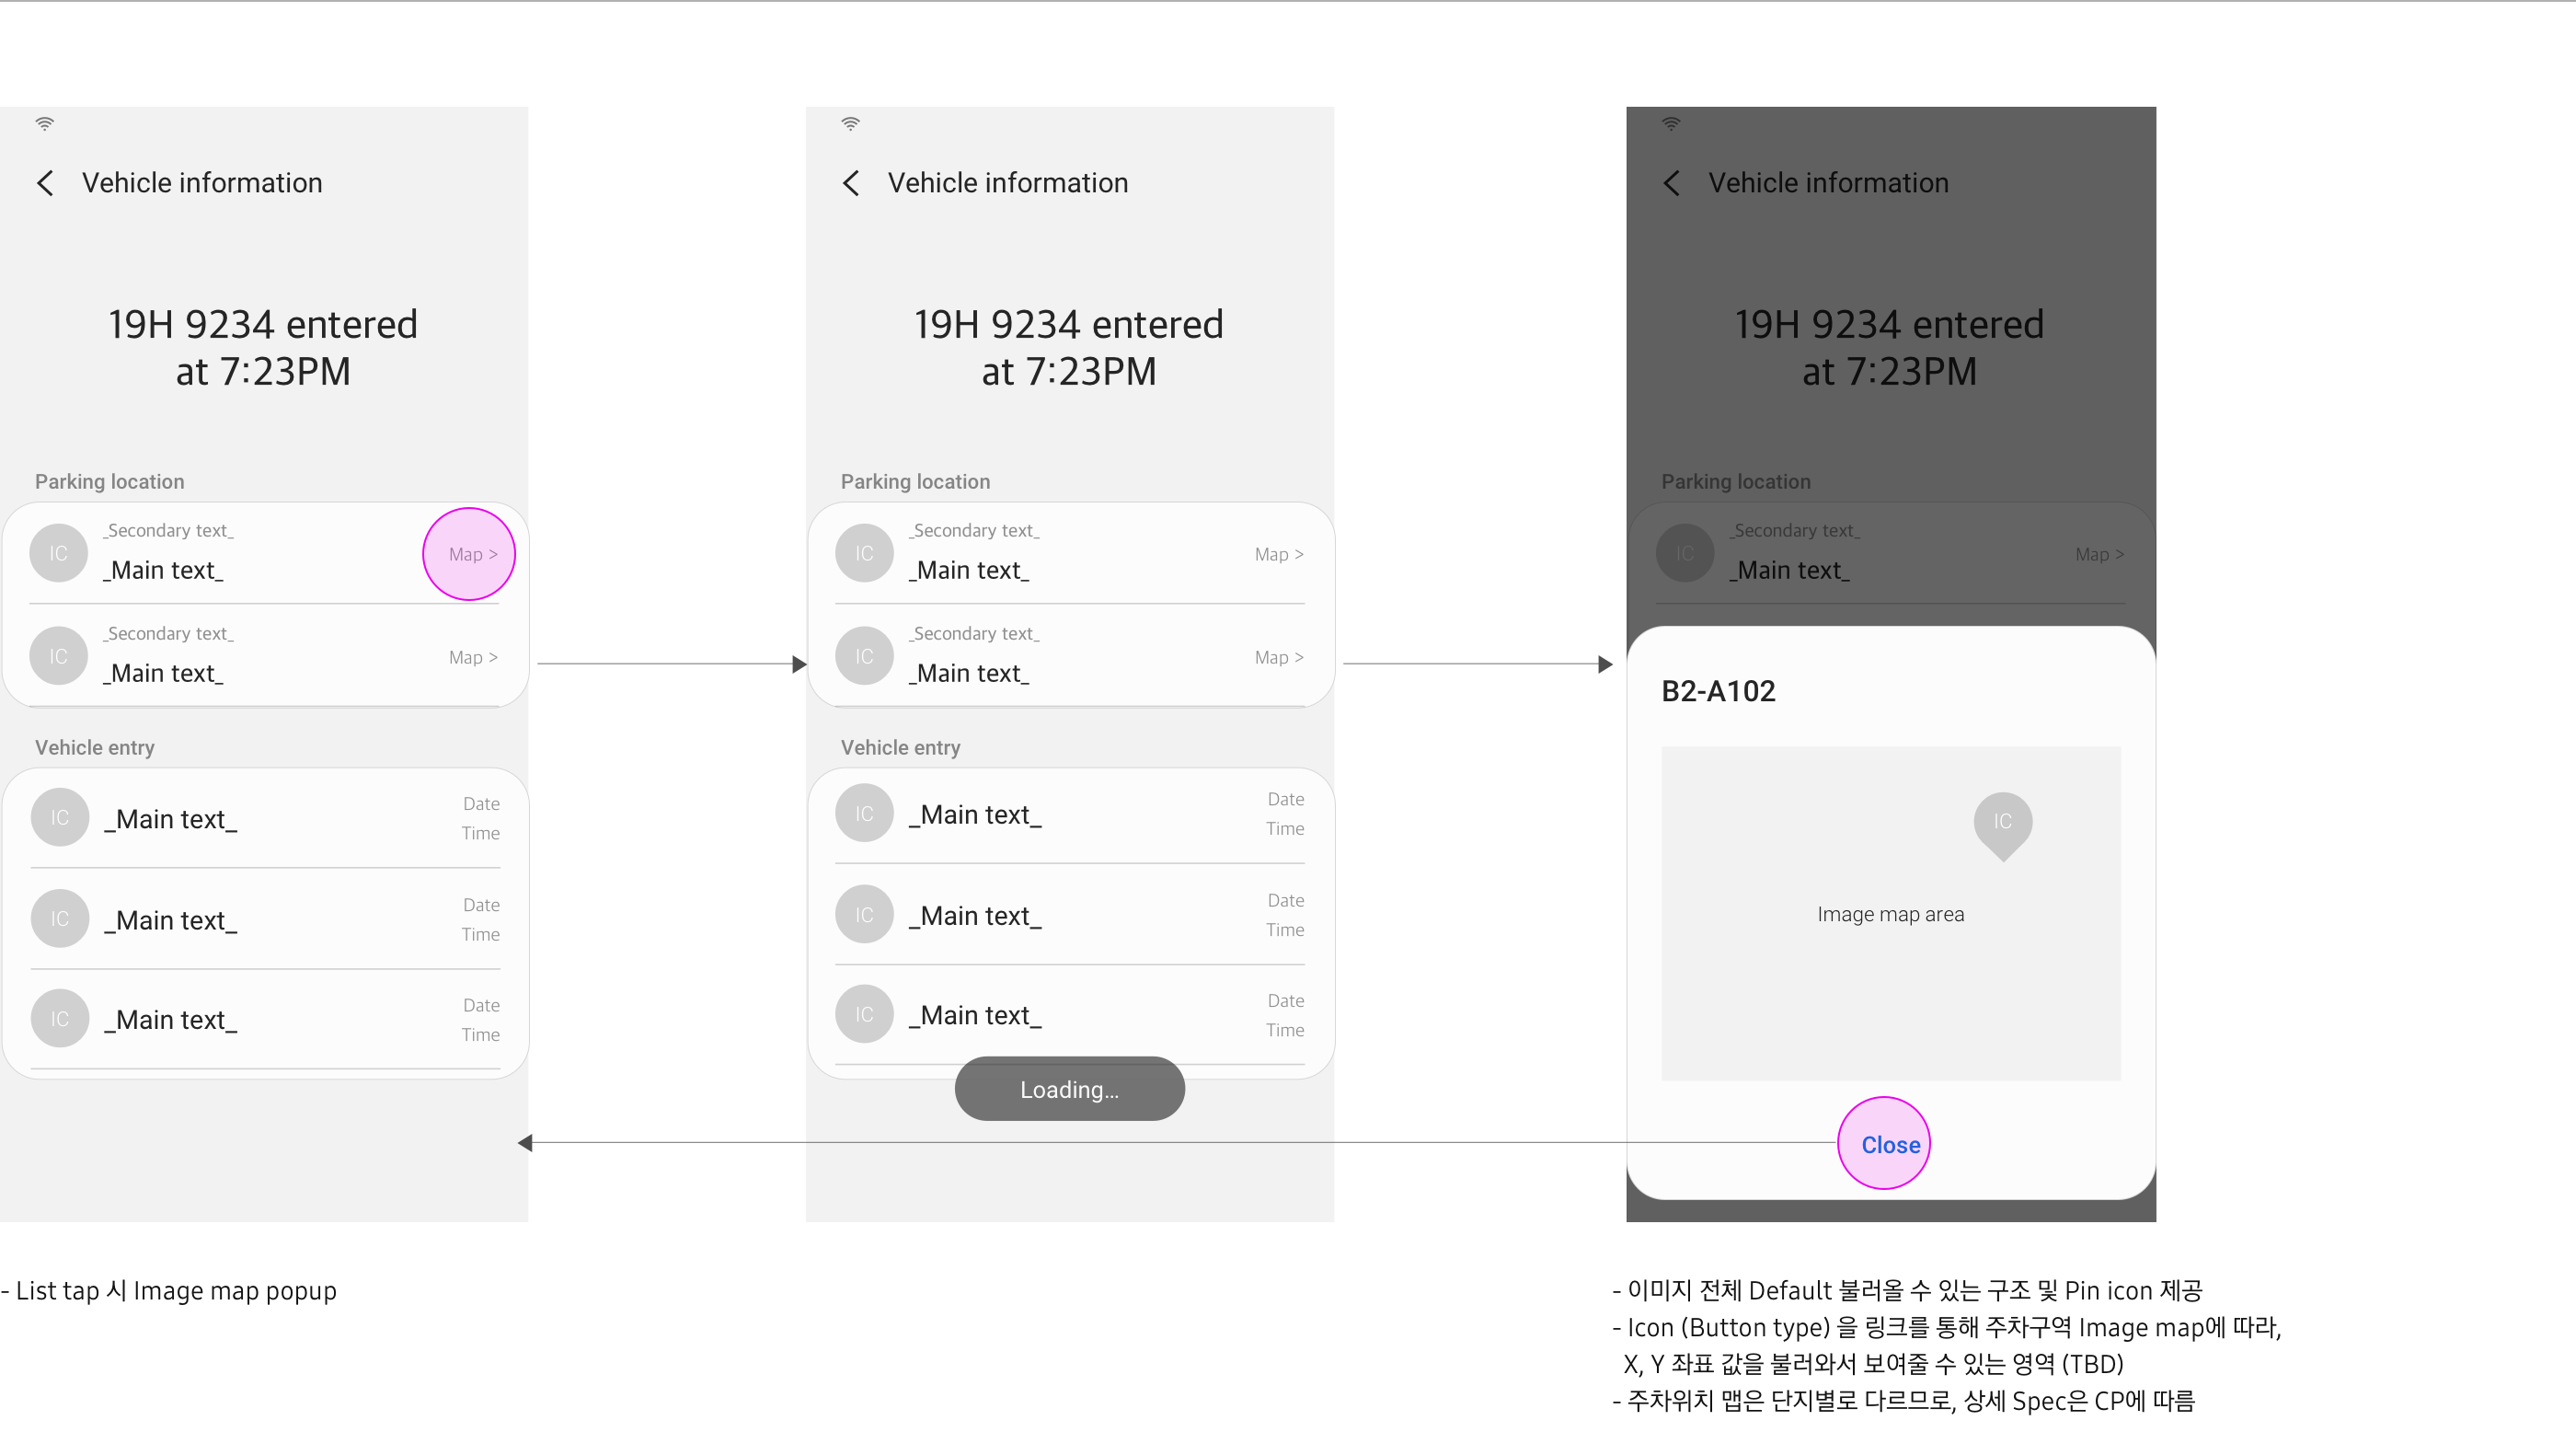 Vehicle information
19H 9234 entered
at 7:23PM
Parking location
IC
_Secondary text_
_Main text_
Map >
IC
_Secondary text_
_Main text_
Map >
Vehicle entry
IC
_Main text_
Date
Time
IC
_Main text_
Date
Time
IC
_Main text_
Date
Time
- List tap 시 Image map popup
Vehicle information
19H 9234 entered
at 7:23PM
Parking location
IC
_Secondary text_
_Main text_
Map >
IC
_Secondary text_
_Main text_
Map >
Vehicle entry
IC
_Main text_
Date
Time
IC
_Main text_
Date
Time
IC
_Main text_
Date
Time
Loading...
Vehicle information
19H 9234 entered
at 7:23PM
Parking location
IC
_Secondary text_
_Main text_
Map >
B2-A102
IC
Image map area
Close
- 이미지 전체 Default 불러올 수 있는 구조 및 Pin icon 제공
- Icon (Button type) 을 링크를 통해 주차구역 Image map에 따라,
X, Y 좌표 값을 불러와서 보여줄 수 있는 영역 (TBD)
- 주차위치 맵은 단지별로 다르므로, 상세 Spec은 CP에 따름